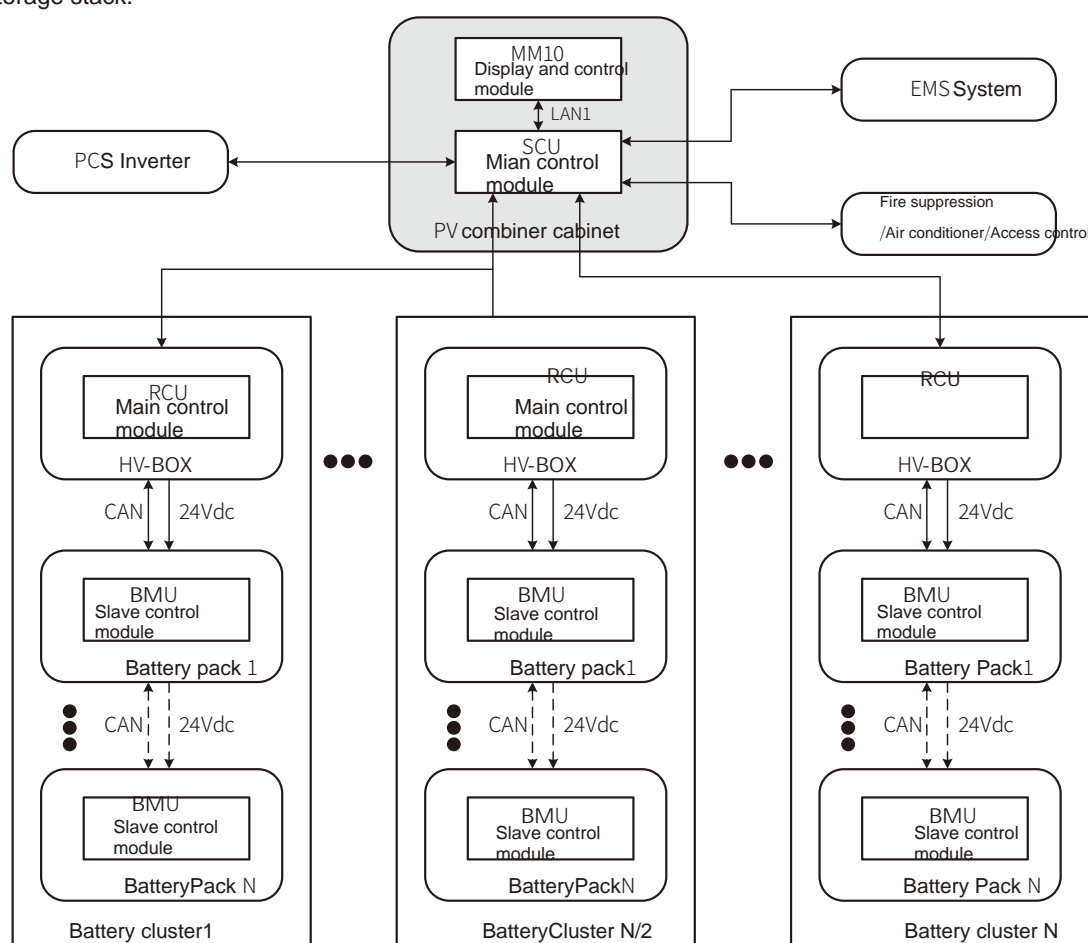 MM10
Display and control
module
LAN1
EMS System
SCU
Mian control
module
PCS Inverter
Fire suppression
/Air conditioner/Access control
PV combiner cabinet
RCU
Main control
module
HV-BOX
RCU
Main control
module
HV-BOX
RCU
HV-BOX
CAN
24Vdc
CAN
24Vdc
CAN
24Vdc
BMU
Slave control
module
Battery pack 1
BMU
Slave control
module
Battery pack1
BMU
Slave control
module
Battery Pack1
CAN
24Vdc
CAN
24Vdc
CAN
24Vdc
BMU
Slave control
module
BatteryPack N
BMU
Slave control
module
BatteryPackN
BMU
Slave control
module
Battery Pack N
Battery cluster1
BatteryCluster N/2
Battery cluster N